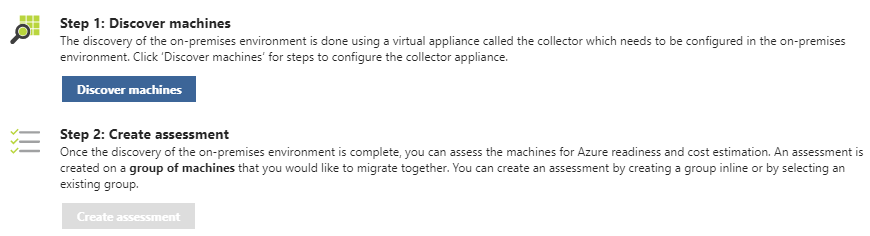 Step 1: Discover machines
The discovery of the on-premises environment is done using a virtual appliance called the collector which needs to be configured in the on-premises
environment. Click 'Discover machines' for steps to configure the collector appliance.
Discover machines
Step 2: Create assessment
Once the discovery of the on-premises environment is complete, you can assess the machines for Azure readiness and cost estimation. An assessment is
created on a group of machines that you would like to migrate together. You can create an assessment by creating a group inline or by selecting an
existing group.
Create assessment